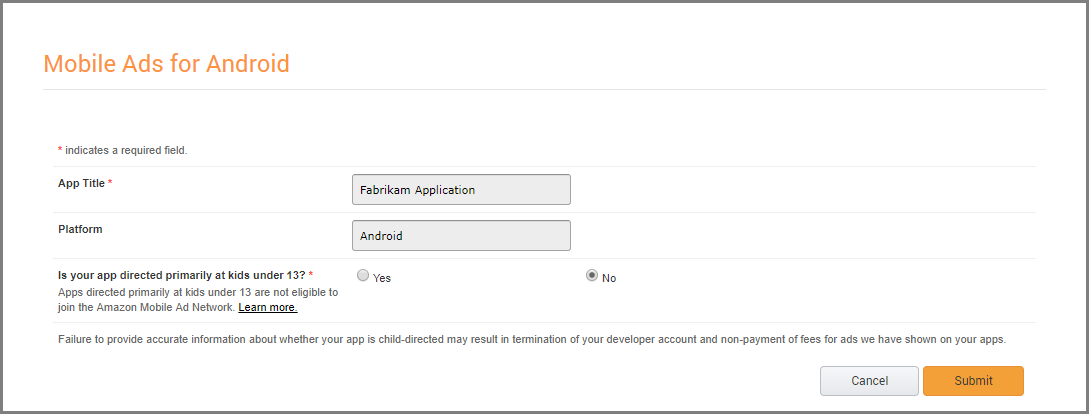 Mobile Ads for Android
* indicates a required field.
App Title *
Fabrikam Application
Platform
Android
Is your app directed primarily at kids under 13? *
Yes
No
Apps directed primarily at kids under 13 are not eligible to
join the Amazon Mobile Ad Network. Learn more.
Failure to provide accurate information about whether your app is child-directed may result in termination of your developer account and non-payment of fees for ads we have shown on your apps.
Cancel
Submit